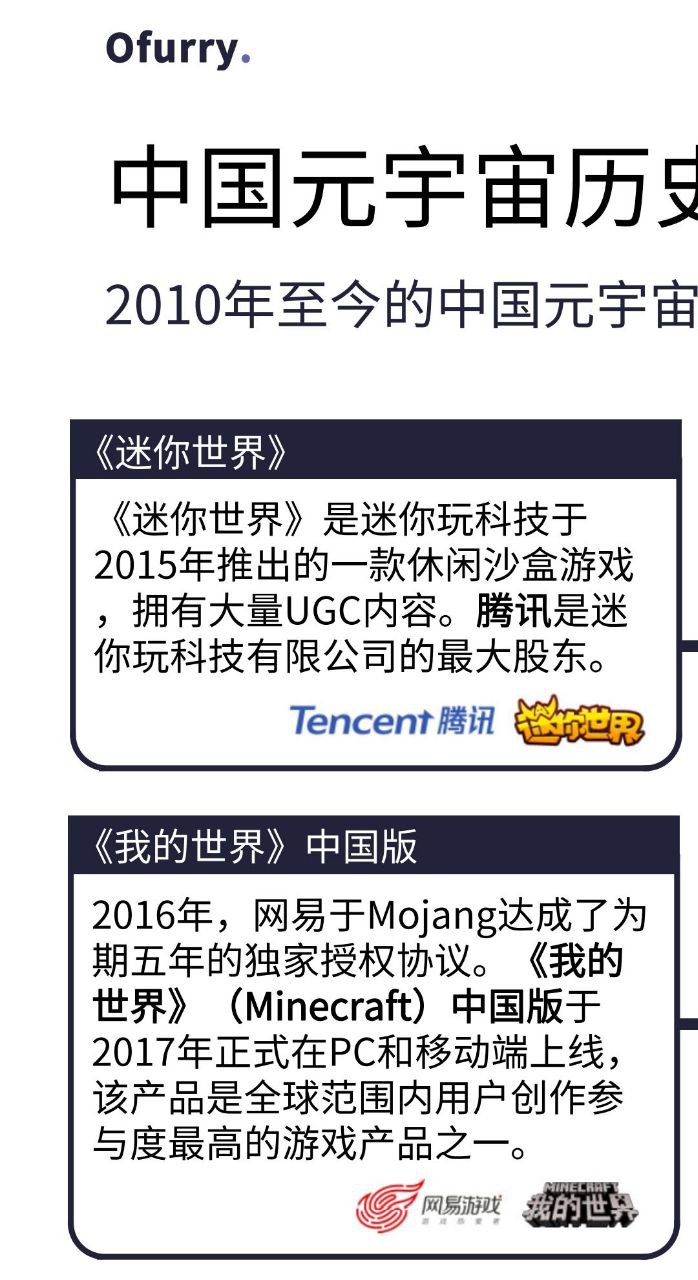 Ofurry.
中国元宇宙历
2010年至今的中国元宇宙
《迷你世界》
《迷你世界》是迷你玩科技于
2015年推出的一款休闲沙盒游戏
，拥有大量UGC内容。腾讯是迷
你玩科技有限公司的最大股东。
Tencent 腾讯 迷你世界
《我的世界》中国版
2016年，网易于Mojang达成了为
期五年的独家授权协议。《我的
世界》（Minecraft）中国版于
2017年正式在PC和移动端上线，
该产品是全球范围内用户创作参
与度最高的游戏产品之一。
网易游戏 MINECRAFT
游戏热爱者 我的世界